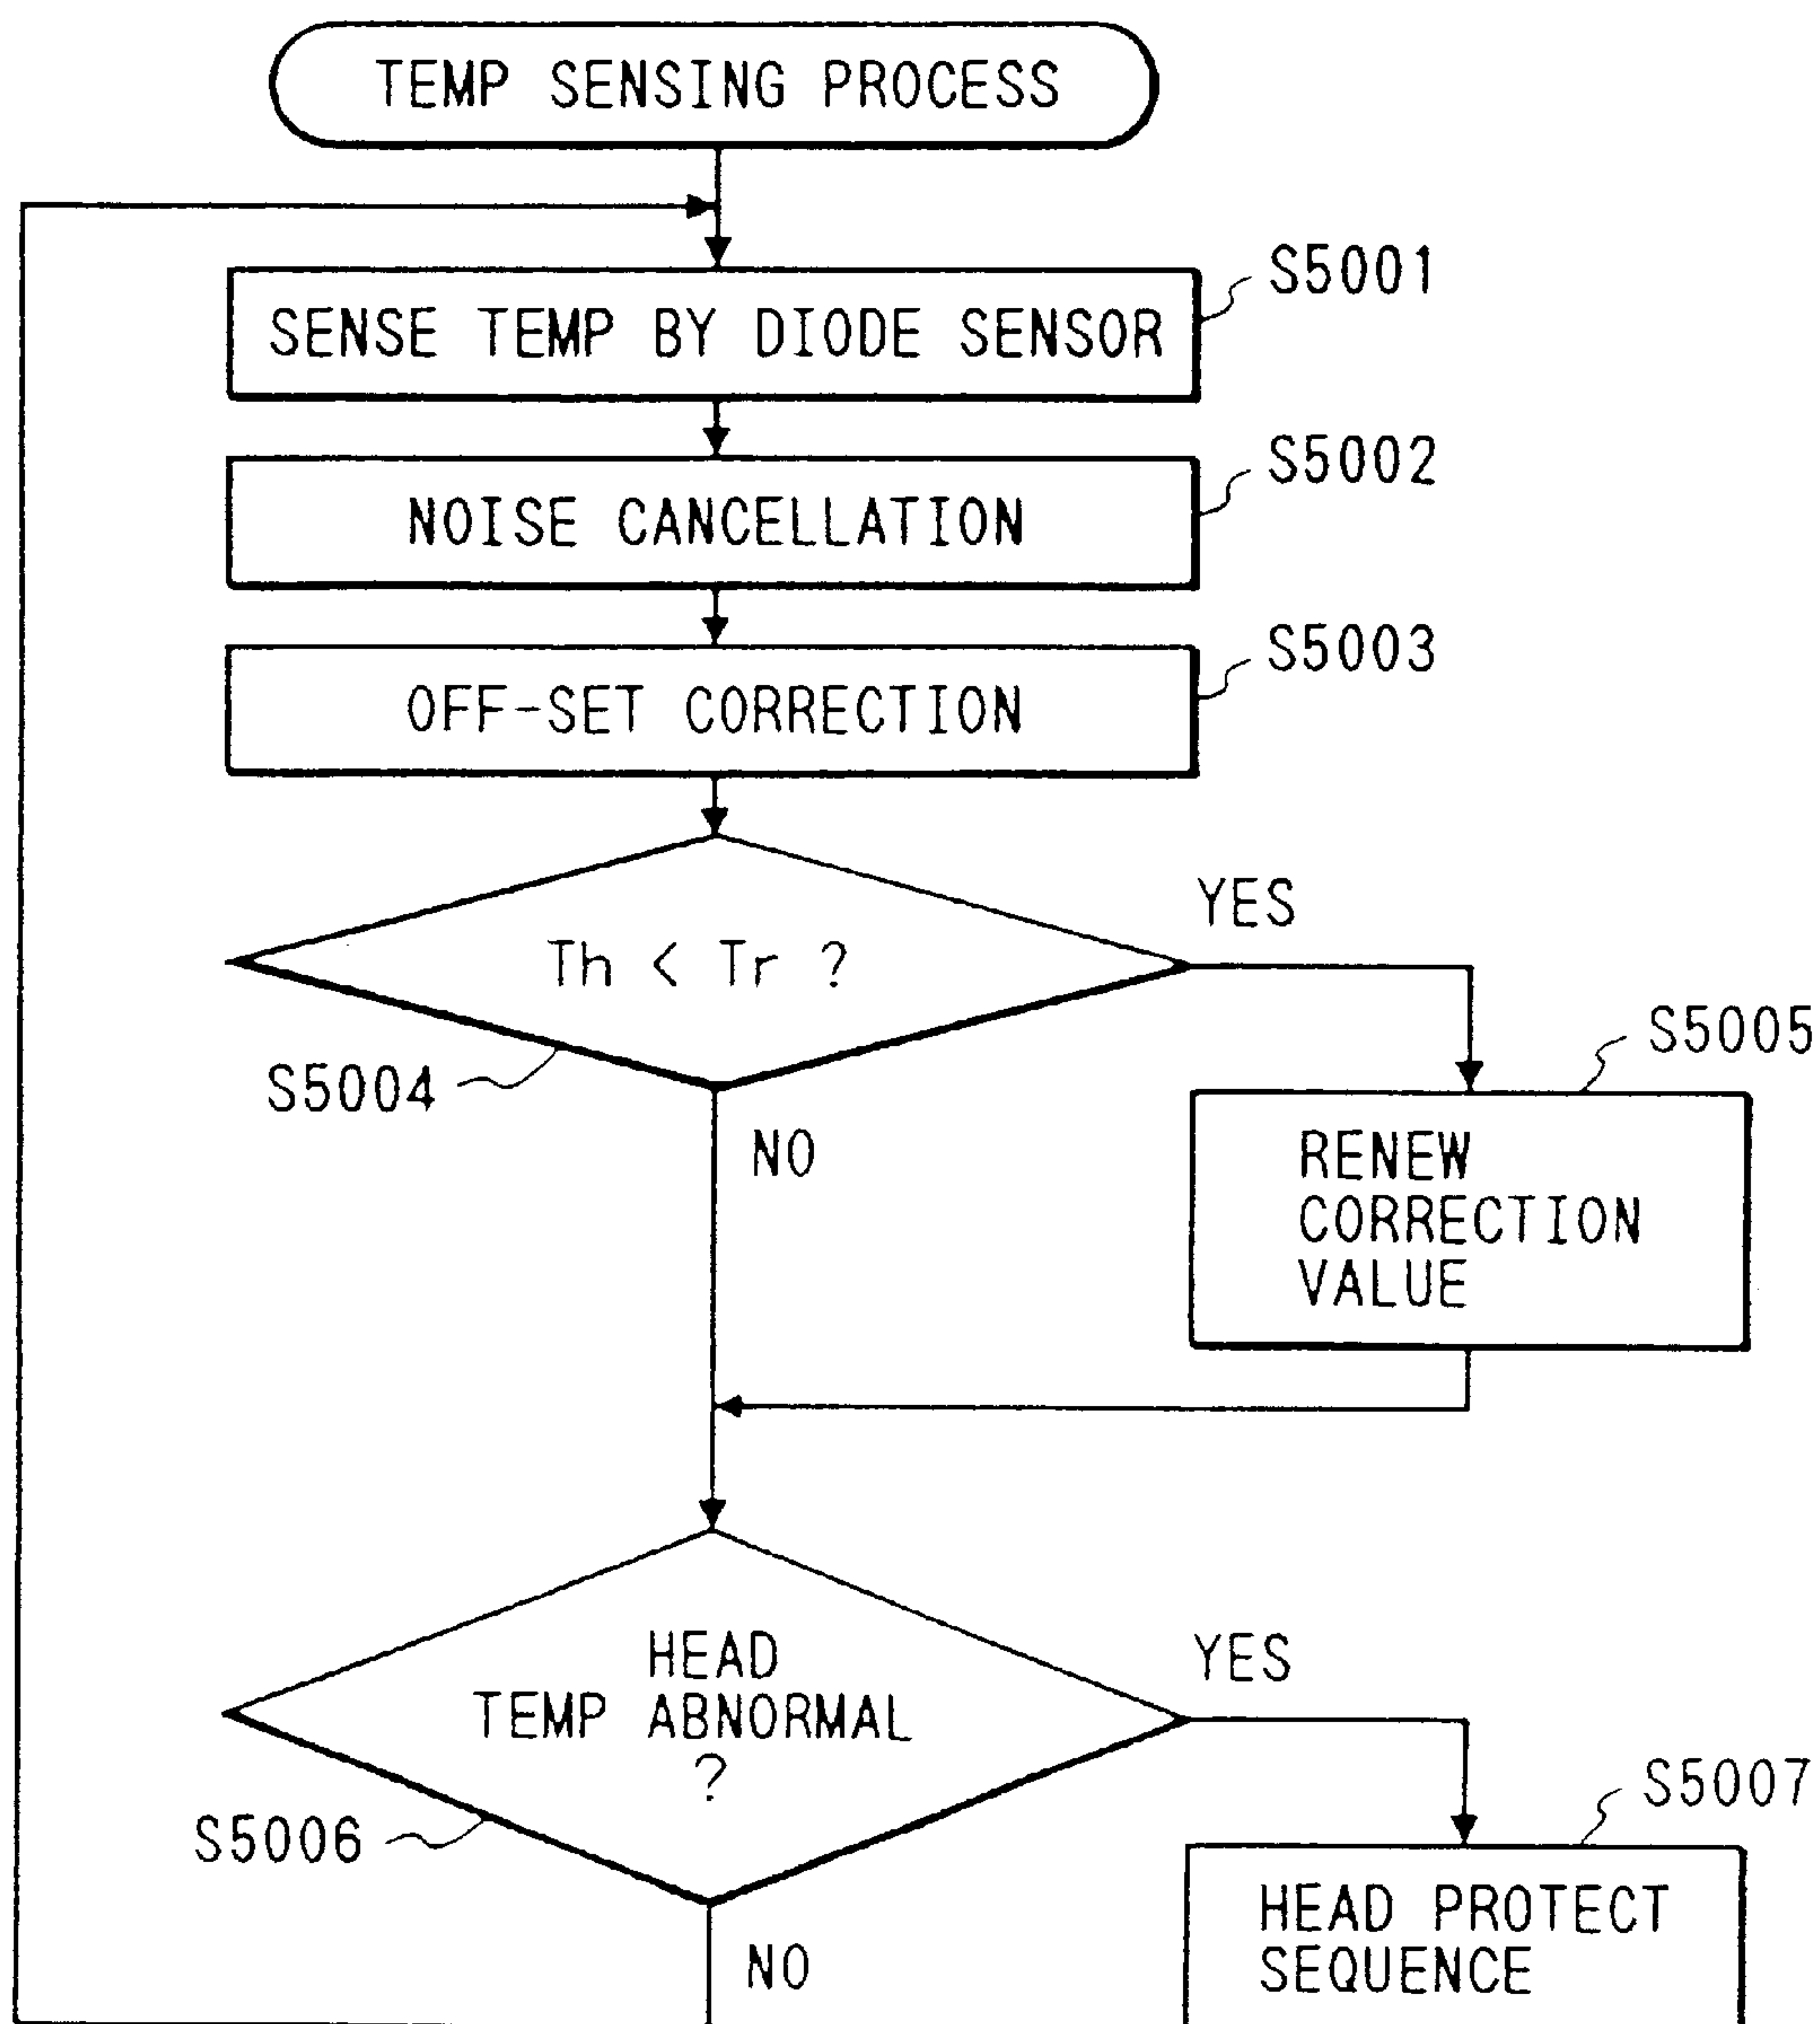 TEMP SENSING PROCESS
S5001
SENSE TEMP BY DIODE SENSOR
S5002
NOISE CANCELLATION
S5003
OFF-SET CORRECTION
YES
Th < Tr ?
S5004
NO
S5005
RENEW
CORRECTION
VALUE
HEAD
TEMP ABNORMAL
?
YES
S5006
NO
S5007
HEAD PROTECT
SEQUENCE